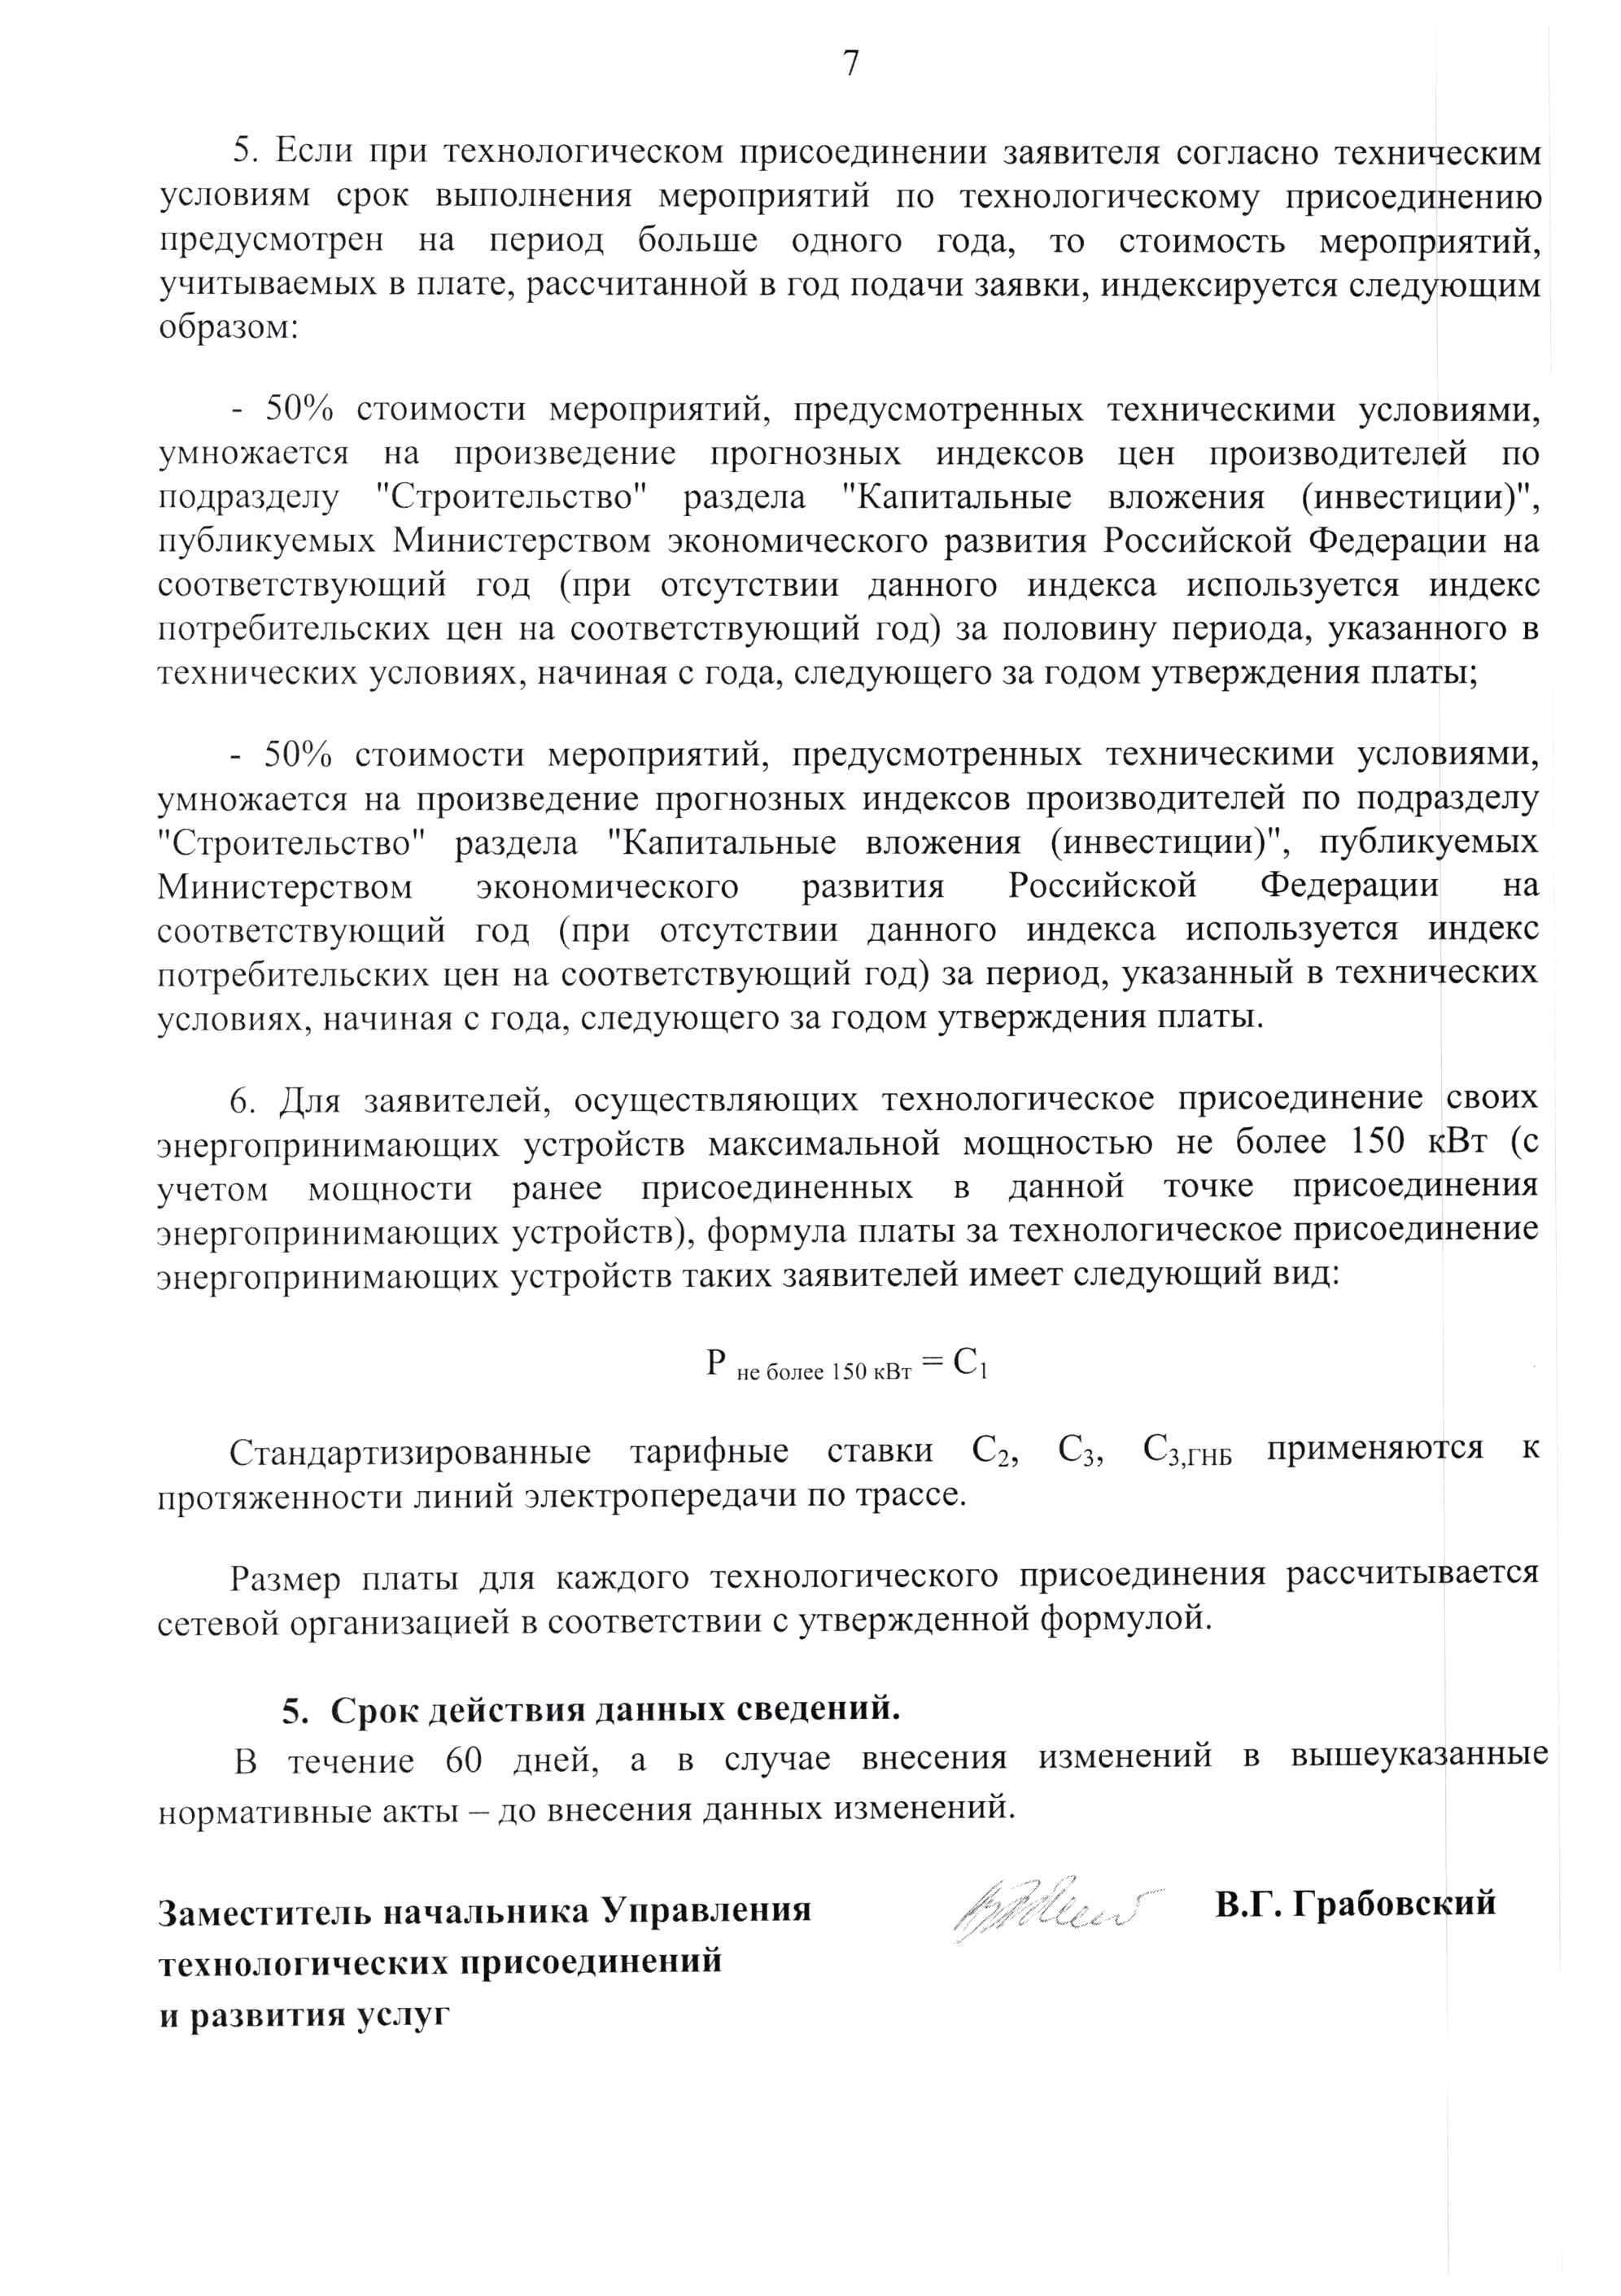 7
5. Если при технологическом присоединении заявителя согласно техническим
условиям срок выполнения мероприятий по технологическому присоединению
предусмотрен на период больше одного года, то стоимость мероприятий,
учитываемых в плате, рассчитанной в год подачи заявки, индексируется следующим
образом:
- 50% стоимости мероприятий, предусмотренных техническими условиями,
умножается на произведение прогнозных индексов цен производителей по
подразделу "Строительство" раздела "Капитальные вложения (инвестиции)",
публикуемых Министерством экономического развития Российской Федерации на
соответствующий год (при отсутствии данного индекса используется индекс
потребительских цен на соответствующий год) за половину периода, указанного в
технических условиях, начиная с года, следующего за годом утверждения платы;
- 50% стоимости мероприятий, предусмотренных техническими условиями,
умножается на произведение прогнозных индексов производителей по подразделу
"Строительство" раздела "Капитальные вложения (инвестиции)", публикуемых
Министерством экономического развития Российской Федерации на
соответствующий год (при отсутствии данного индекса используется индекс
потребительских цен на соответствующий год) за период, указанный в технических
условиях, начиная с года, следующего за годом утверждения платы.
6. Для заявителей, осуществляющих технологическое присоединение своих
энергопринимающих устройств максимальной мощностью не более 150 кВт (с
учетом мощности ранее присоединенных в данной точке присоединения
энергопринимающих устройств), формула платы за технологическое присоединение
энергопринимающих устройств таких заявителей имеет следующий вид:
P не более 150 кВт = C1
Стандартизированные тарифные ставки C2, C3, C3,ГНБ применяются к
протяженности линий электропередачи по трассе.
Размер платы для каждого технологического присоединения рассчитывается
сетевой организацией в соответствии с утвержденной формулой.
5. Срок действия данных сведений.
В течение 60 дней, а в случае внесения изменений в вышеуказанные
нормативные акты – до внесения данных изменений.
Заместитель начальника Управления В.Г. Грабовский
технологических присоединений
и развития услуг